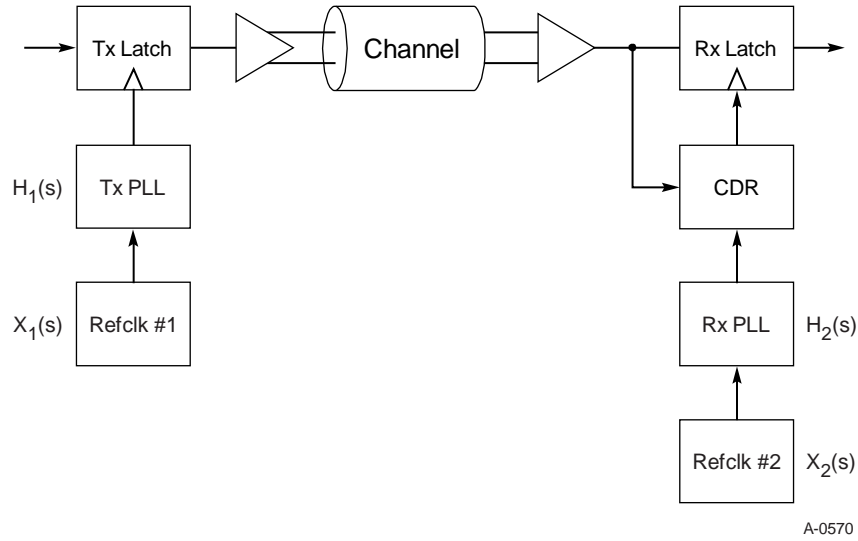 Tx Latch
Channel
Rx Latch
H1(s)
Tx PLL
CDR
X1(s)
Refclk #1
Rx PLL
H2(s)
Refclk #2
X2(s)
A-0570